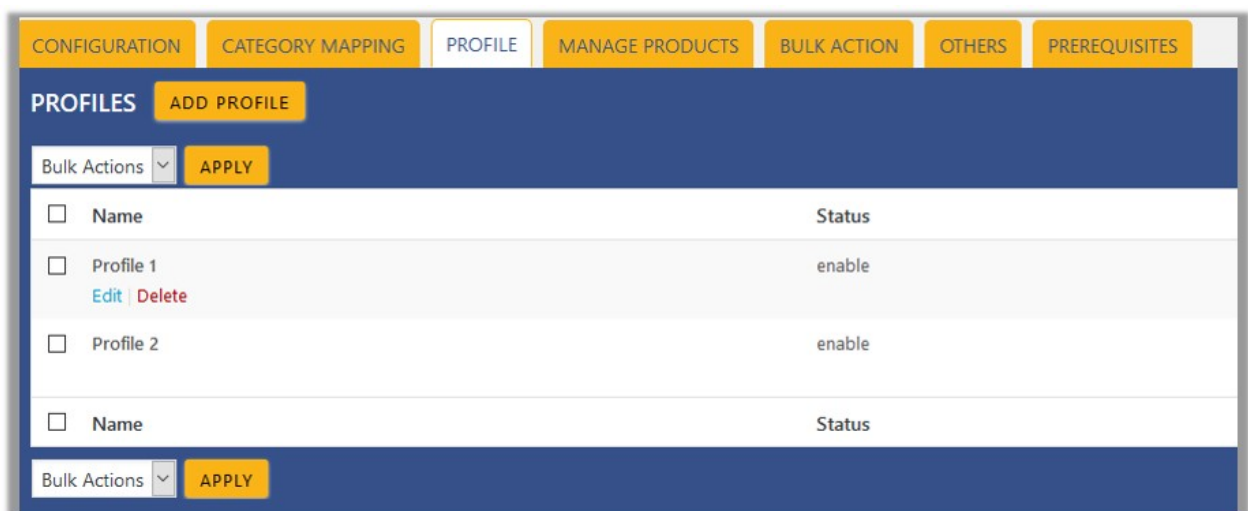 CONFIGURATION CATEGORY MAPPING PROFILE MANAGE PRODUCTS BULK ACTION OTHERS PREREQUISITES
PROFILES ADD PROFILE
Bulk Actions APPLY
Name Status
Profile 1 enable
Edit | Delete
Profile 2 enable
Name Status
Bulk Actions APPLY